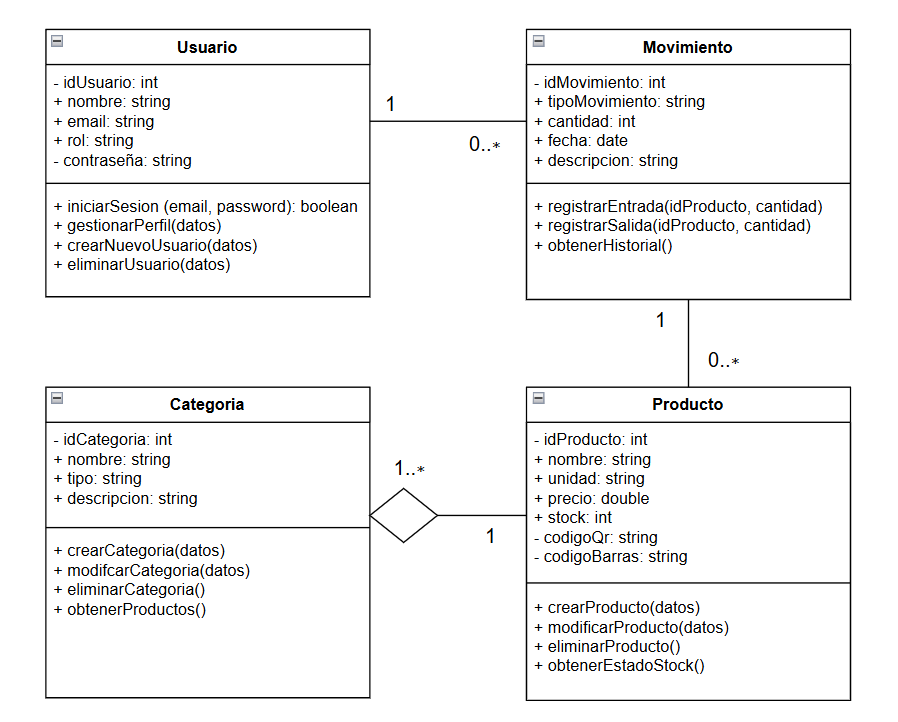 Usuario
- idUsuario: int
+ nombre: string
+ email: string
+ rol: string
- contraseña: string
+ iniciarSesion (email, password): boolean
+ gestionarPerfil(datos)
+ crearNuevoUsuario(datos)
+ eliminarUsuario(datos)
1
0..*
Movimiento
- idMovimiento: int
+ tipoMovimiento: string
+ cantidad: int
+ fecha: date
+ descripcion: string
+ registrarEntrada(idProducto, cantidad)
+ registrarSalida(idProducto, cantidad)
+ obtenerHistorial()
1
0..*
Categoria
- idCategoria: int
+ nombre: string
+ tipo: string
+ descripcion: string
+ crearCategoria(datos)
+ modifcarCategoria(datos)
+ eliminarCategoria()
+ obtenerProductos()
1..*
1
Producto
- idProducto: int
+ nombre: string
+ unidad: string
+ precio: double
+ stock: int
- codigoQr: string
- codigoBarras: string
+ crearProducto(datos)
+ modificarProducto(datos)
+ eliminarProducto()
+ obtenerEstadoStock()